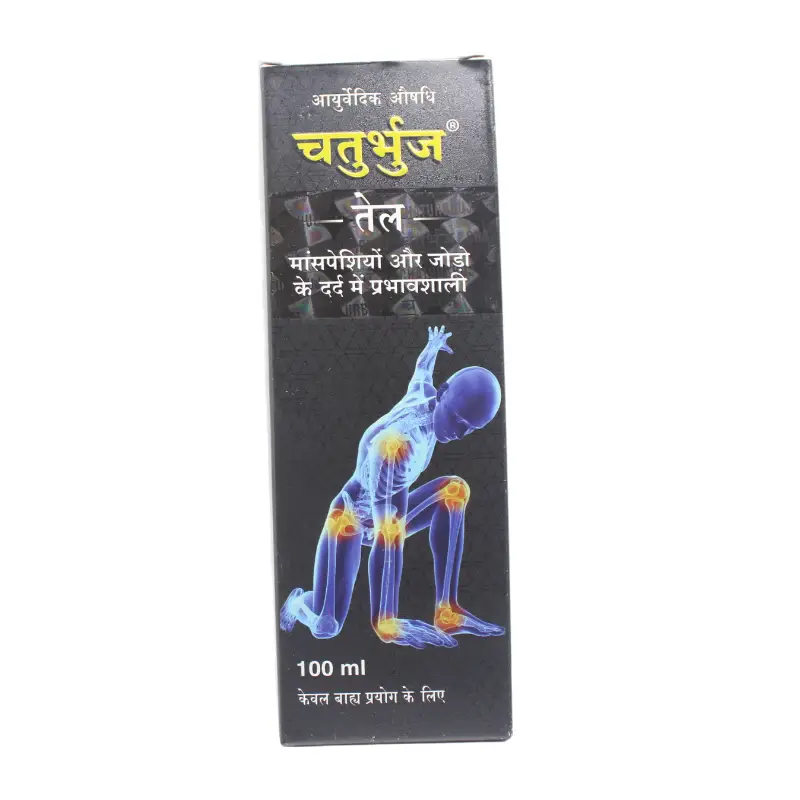 आयुर्वेदिक औषधि
चतुर्भुज®
तेल
मांसपेशियों और जोड़ो
के दर्द में प्रभावशाली
100 ml
केवल बाह्य प्रयोग के लिए